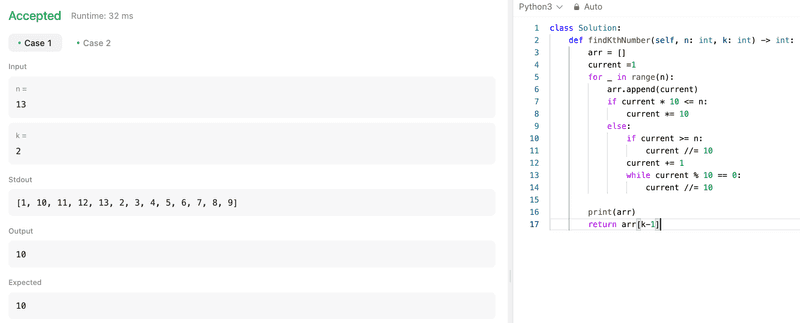 Accepted Runtime: 32 ms
• Case 1 • Case 2
Input
n =
13
k =
2
Stdout
[1, 10, 11, 12, 13, 2, 3, 4, 5, 6, 7, 8, 9]
Output
10
Expected
10
Python3 Auto
1 class Solution:
2 def findKthNumber(self, n: int, k: int) -> int:
3 arr = []
4 current =1
5 for _ in range(n):
6 arr.append(current)
7 if current * 10 <= n:
8 current *= 10
9 else:
10 if current >= n:
11 current //= 10
12 current += 1
13 while current % 10 == 0:
14 current //= 10
15
16 print(arr)
17 return arr[k-1]